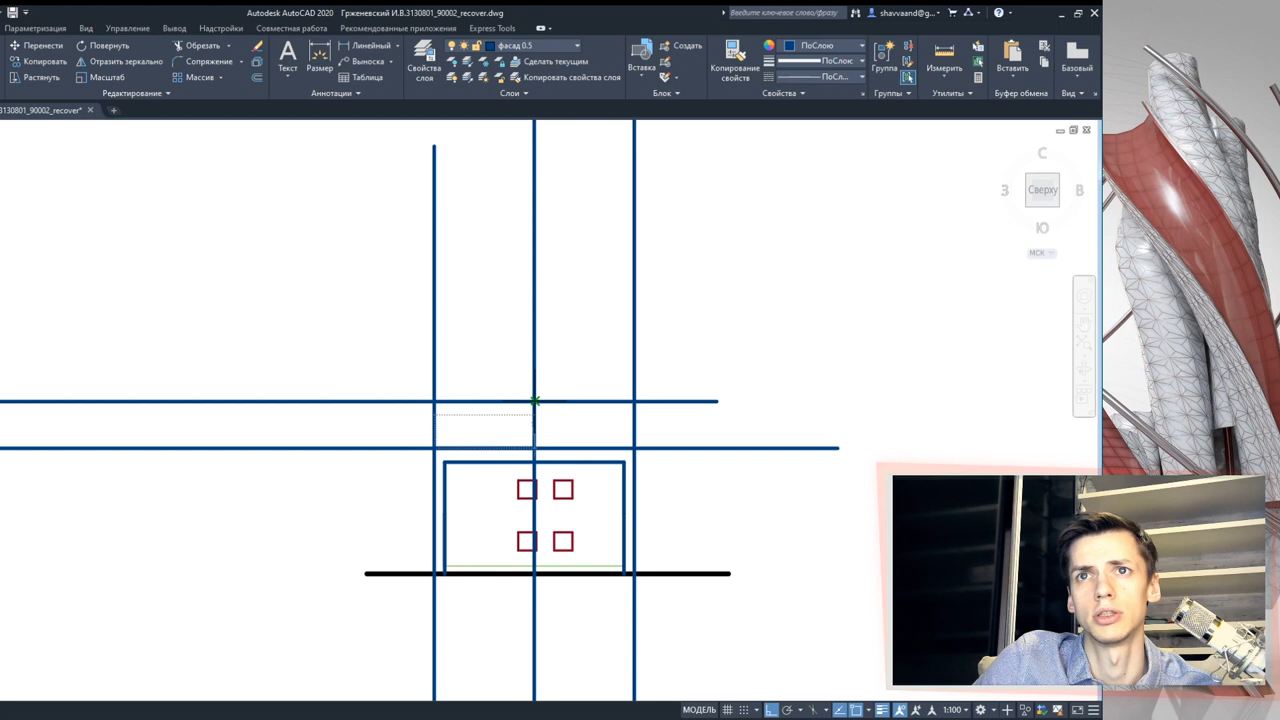 Autodesk AutoCAD 2020 Грженевский И.В.3130801_90002_recover.dwg
Введите ключевое слово/фразу
shavvaand@g...
Параметризация Вид Управление Вывод Надстройки Совместная работа Рекомендованные приложения Express Tools
Перенести Повернуть Обрезать
Копировать Отразить зеркально Сопряжение
Растянуть Масштаб Массив
Редактирование
Текст
Размер
Линейный
Выноска
Таблица
Аннотации
Свойства слоя
фасад 0.5
Сделать текущим
Копировать свойства слоя
Слои
Вставка
Создать
Блок
Копирование свойств
ПоСлою
ПоСлою
ПоСл...
Свойства
Группа
Группы
Измерить
Утилиты
Вставить
Буфер обмена
Базовый
Вид
3130801_90002_recover*
С
З Сверху В
Ю
МСК
МОДЕЛЬ
1:100